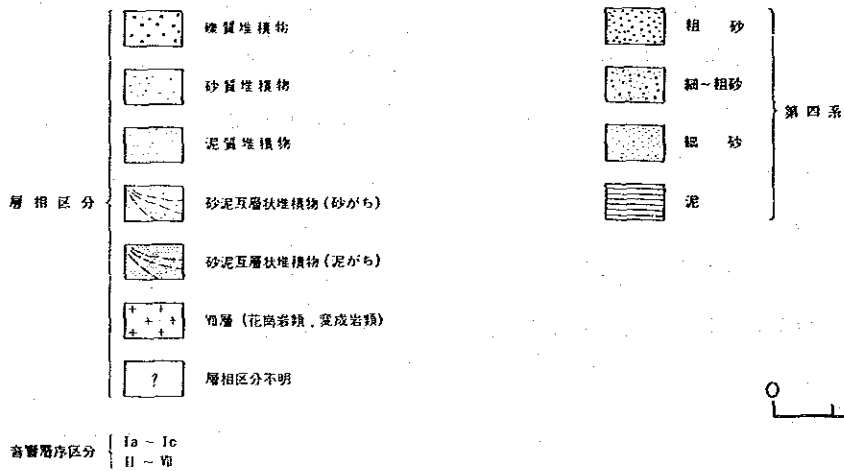 層相区分
礫質堆積物
砂質堆積物
泥質堆積物
砂泥互層状堆積物(砂がち)
砂泥互層状堆積物(泥がち)
Ⅶ層(花崗岩類,変成岩類)
?
層相区分不明
音響層序区分
Ia ~ Ic
II ~ Ⅶ
粗砂
細~粗砂
細砂
泥
第四系
0